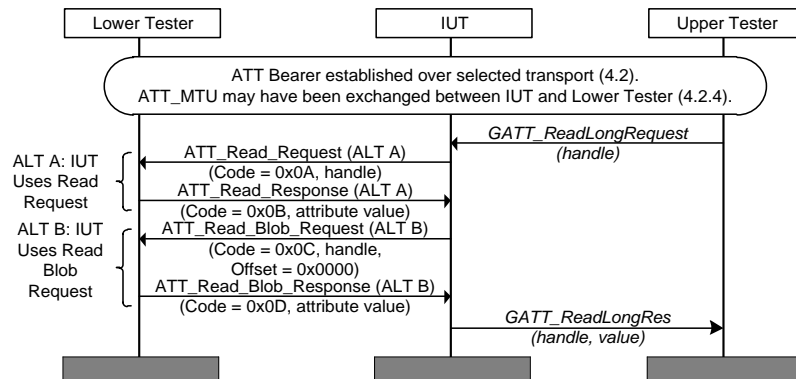 Lower Tester
IUT
Upper Tester
ATT Bearer established over selected transport (4.2).
ATT_MTU may have been exchanged between IUT and Lower Tester (4.2.4).
GATT_ReadLongRequest
(handle)
ALT A: IUT
Uses Read
Request
ATT_Read_Request (ALT A)
(Code = 0x0A, handle)
ATT_Read_Response (ALT A)
(Code = 0x0B, attribute value)
ALT B: IUT
Uses Read
Blob
Request
ATT_Read_Blob_Request (ALT B)
(Code = 0x0C, handle,
Offset = 0x0000)
ATT_Read_Blob_Response (ALT B)
(Code = 0x0D, attribute value)
GATT_ReadLongRes
(handle, value)